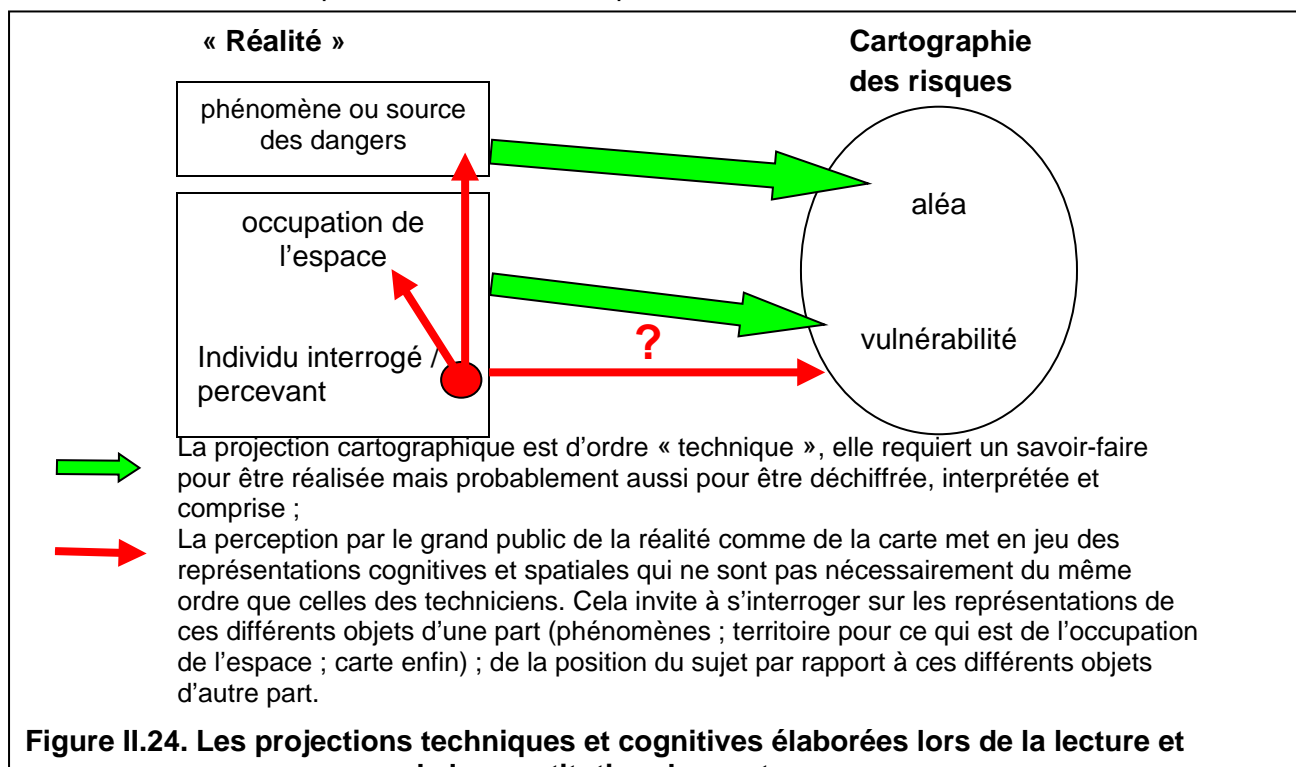 « Réalité »
Cartographie
des risques
phénomène ou source
des dangers
aléa
occupation de
l’espace
?
vulnérabilité
Individu interrogé /
percevant
La projection cartographique est d’ordre « technique », elle requiert un savoir-faire
pour être réalisée mais probablement aussi pour être déchiffrée, interprétée et
comprise ;
La perception par le grand public de la réalité comme de la carte met en jeu des
représentations cognitives et spatiales qui ne sont pas nécessairement du même
ordre que celles des techniciens. Cela invite à s’interroger sur les représentations de
ces différents objets d’une part (phénomènes ; territoire pour ce qui est de l’occupation
de l’espace ; carte enfin) ; de la position du sujet par rapport à ces différents objets
d’autre part.
Figure II.24. Les projections techniques et cognitives élaborées lors de la lecture et